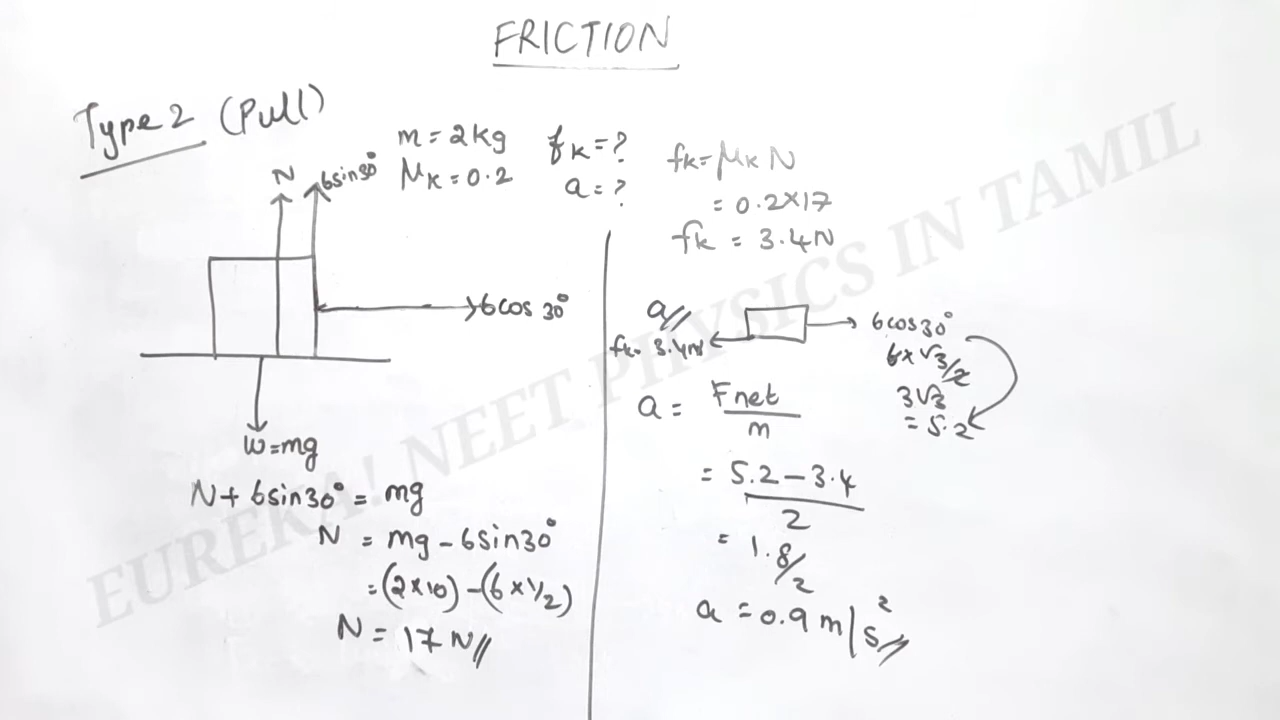 FRICTION
Type 2 (Pull)
m = 2kg
μk = 0.2
fk = ?
a = ?
N
6sin30°
6cos 30°
W=mg
N + 6sin30° = mg
N = mg - 6sin30°
= (2×10) - (6×1/2)
N = 17 N//
fk = μk N
= 0.2×17
fk = 3.4N
a//
fk= 3.4N
6cos30°
6×√3/2
3√3
= 5.2
a = Fnet/m
= 5.2-3.4/2
= 1.8/2
a = 0.9 m/s²//
EUREKA! NEET PHYSICS IN TAMIL